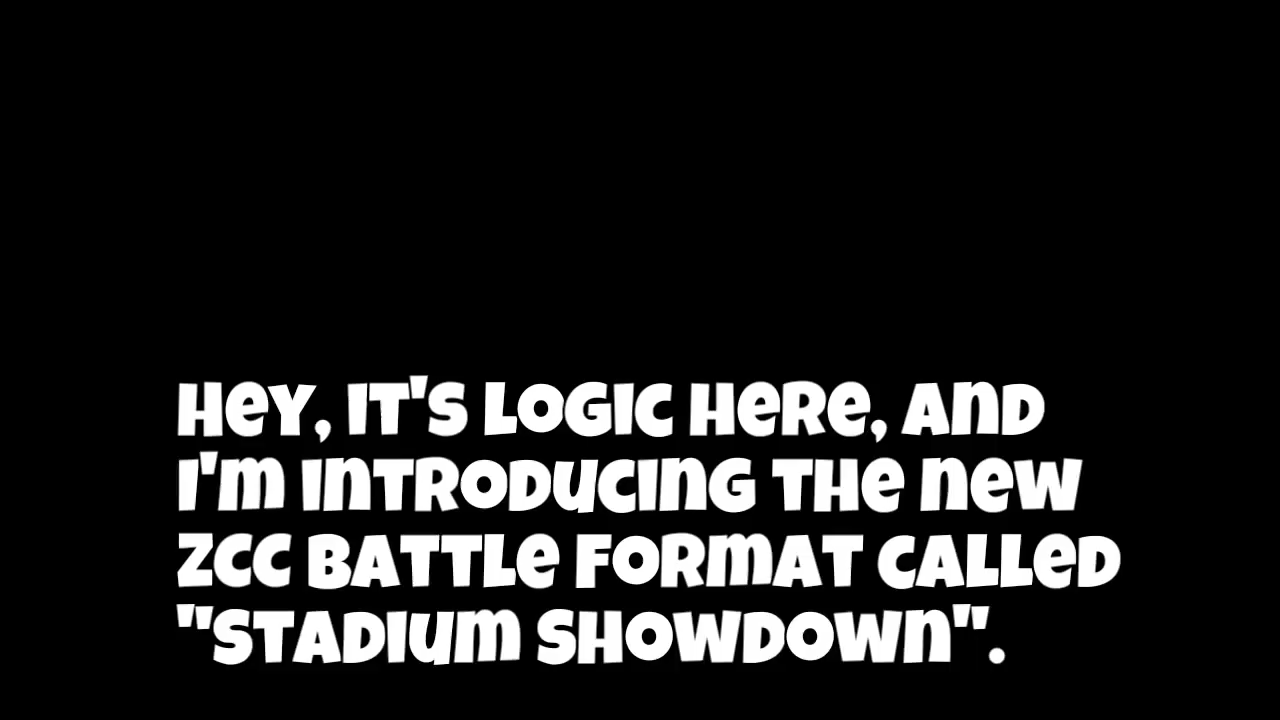 Hey, it's Logic here, and
I'm introducing the new
ZCC battle format called
"Stadium Showdown".